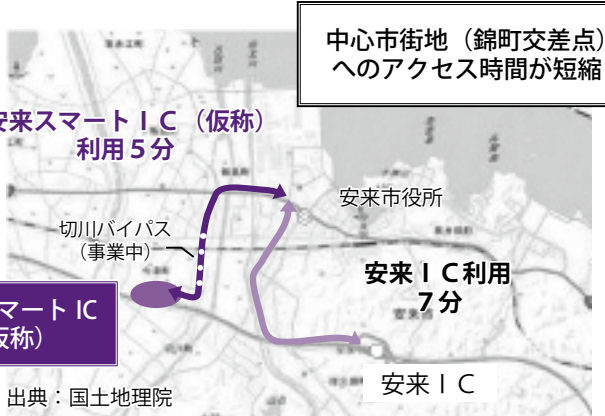 中心市街地（錦町交差点）
へのアクセス時間が短縮
安来スマートＩＣ（仮称）
利用５分
安来市役所
切川バイパス
（事業中）
安来ＩＣ利用
７分
マート IC
仮称）
安来ＩＣ
出典：国土地理院